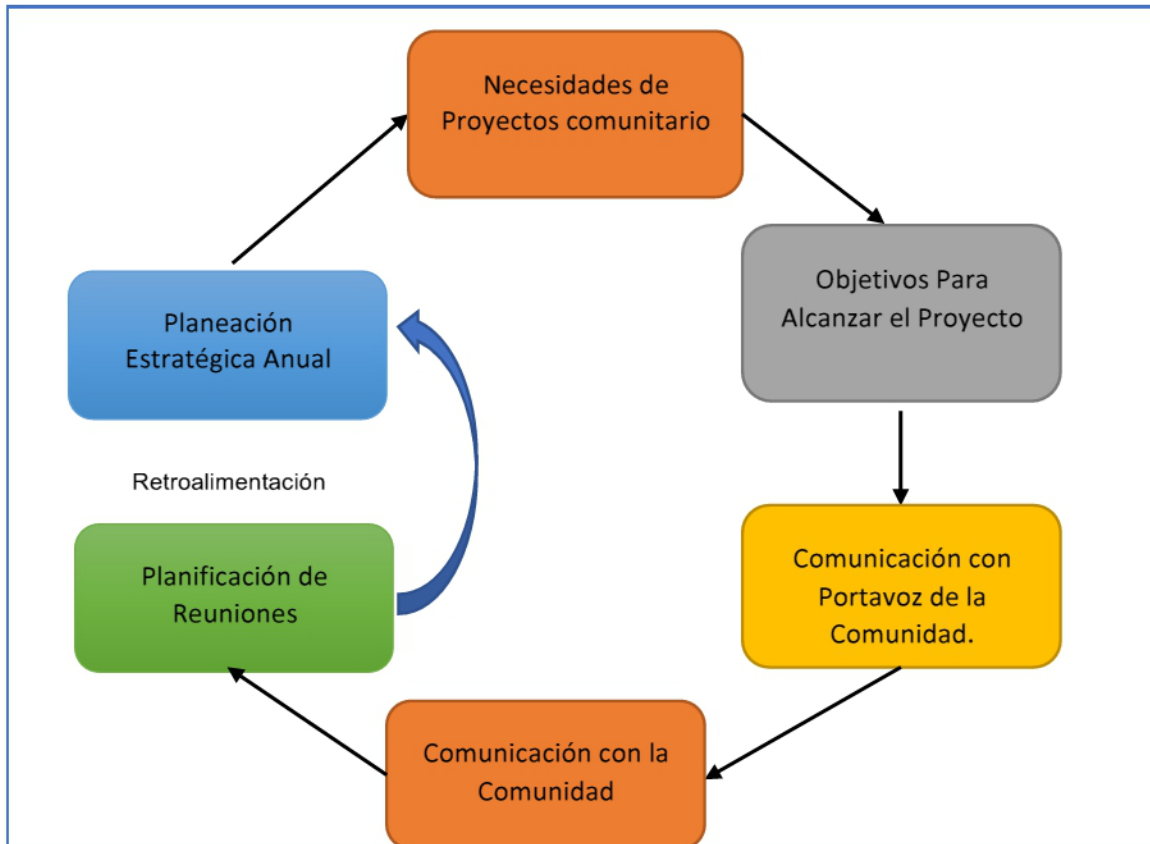 Necesidades de
Proyectos comunitario
Objetivos Para
Alcanzar el Proyecto
Planeación
Estratégica Anual
Retroalimentación
Comunicación con
Portavoz de la
Comunidad.
Planificación de
Reuniones
Comunicación con la
Comunidad